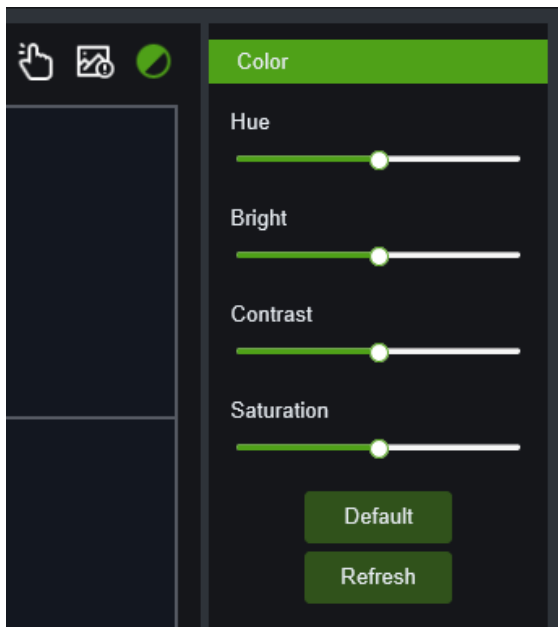 Color
Hue
Bright
Contrast
Saturation
Default
Refresh